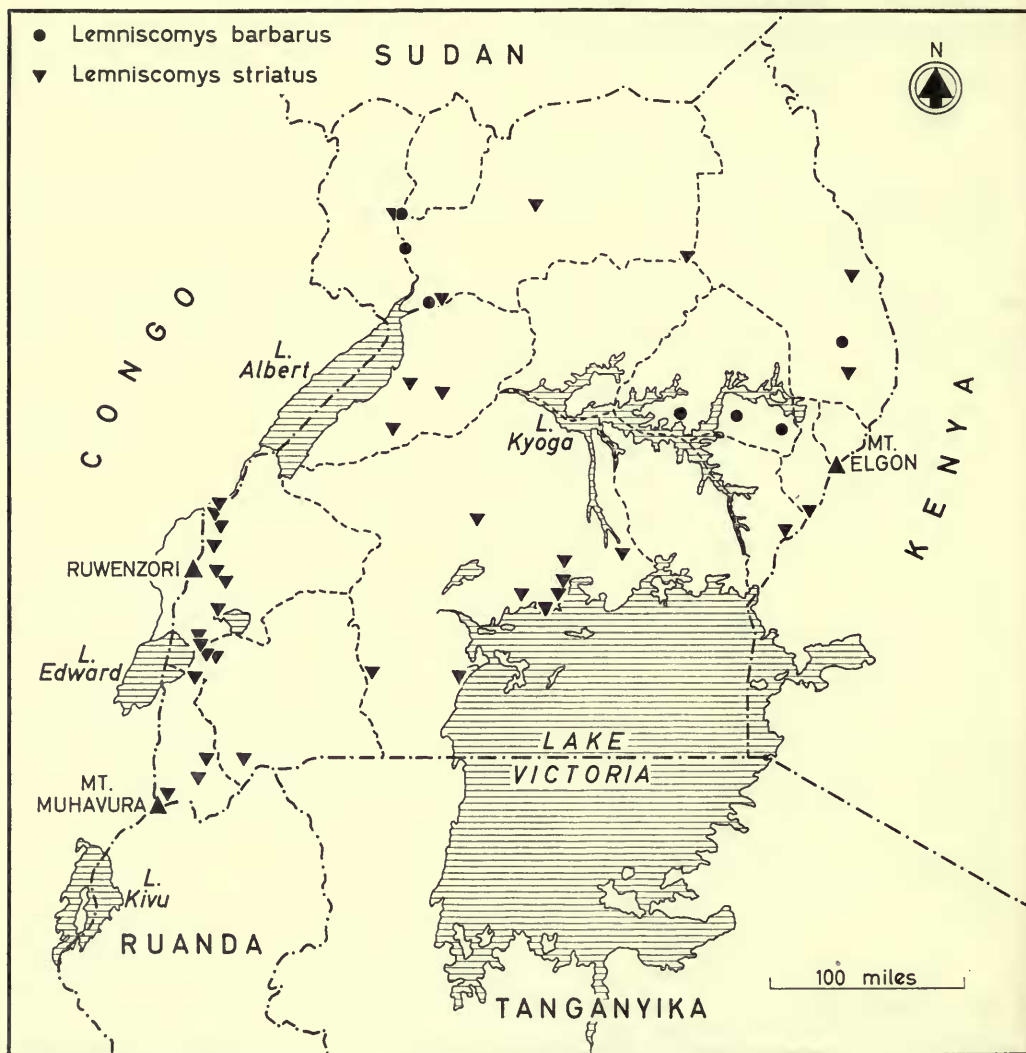 Lemniscomys barbarus
Lemniscomys striatus
SUDAN
N
CONGO
L.
Albert
L.
Kyoga
MT.
ELGON
KENYA
RUWENZORI
L.
Edward
LAKE
VICTORIA
MT.
MUHAVURA
L.
Kivu
RUANDA
100 miles
TANGANYIKA